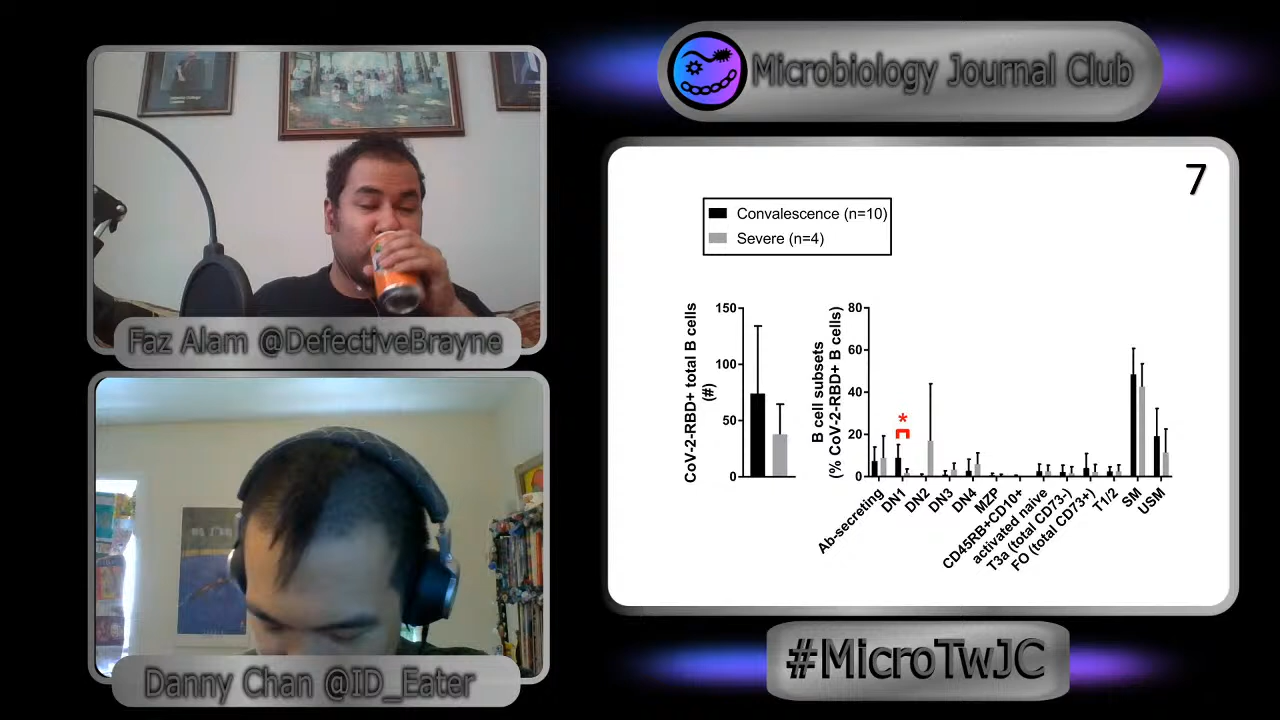 Microbiology Journal Club
Faz Alam @DefectiveBrayne
Danny Chan @ID_Eater
7
Convalescence (n=10)
Severe (n=4)
CoV-2-RBD+ total B cells
(#)
150
100
50
0
B cell subsets
(% CoV-2-RBD+ B cells)
80
60
40
20
0
*
Ab-secreting
DN1
DN2
DN3
DN4
MZP
CD45RB+CD10+
activated naive
T3a (total CD73-)
FO (total CD73+)
T1/2
SM
USM
#MicroTwJC